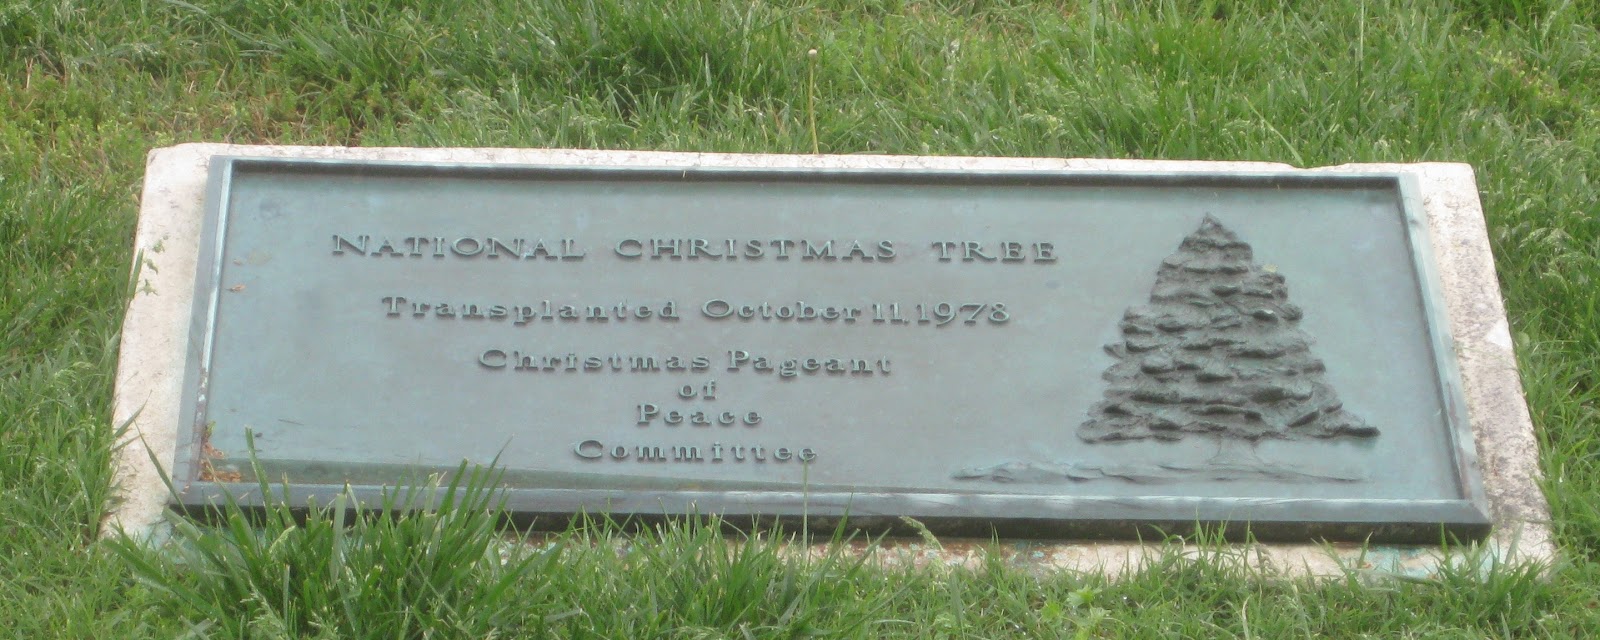 NATIONAL CHRISTMAS TREE
Transplanted October 11, 1978
Christmas Pageant
of
Peace
Committee